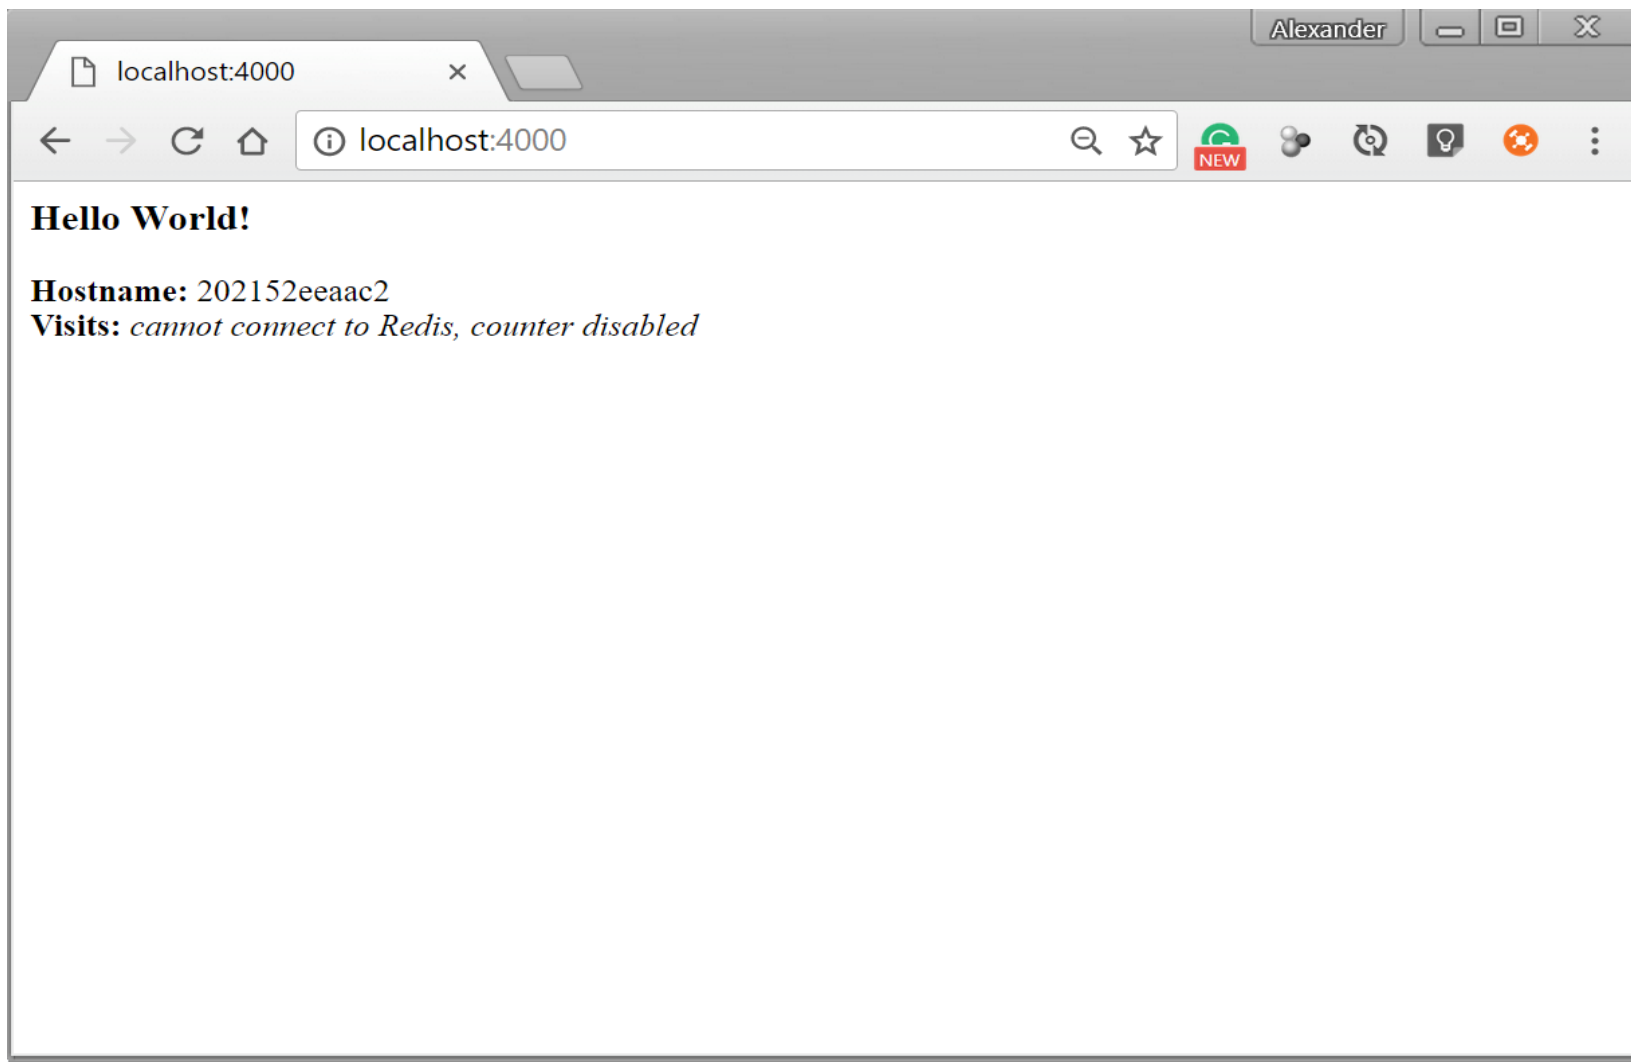 Alexander
localhost:4000
localhost:4000
NEW
Hello World!
Hostname: 202152eeaac2
Visits: cannot connect to Redis, counter disabled